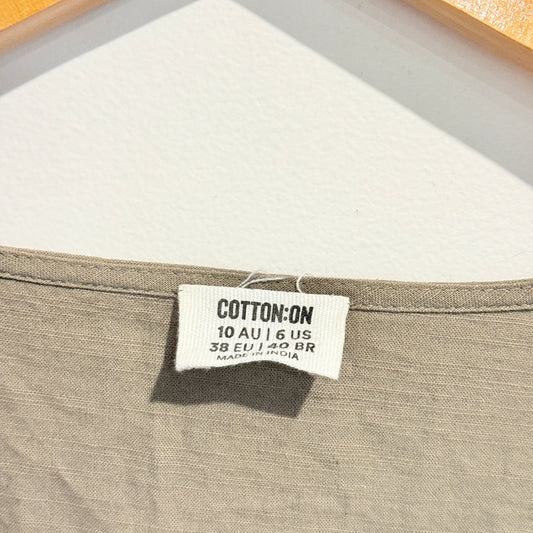 COTTON:ON
10 AU | 6 US
38 EU | 40 BR
MADE IN INDIA